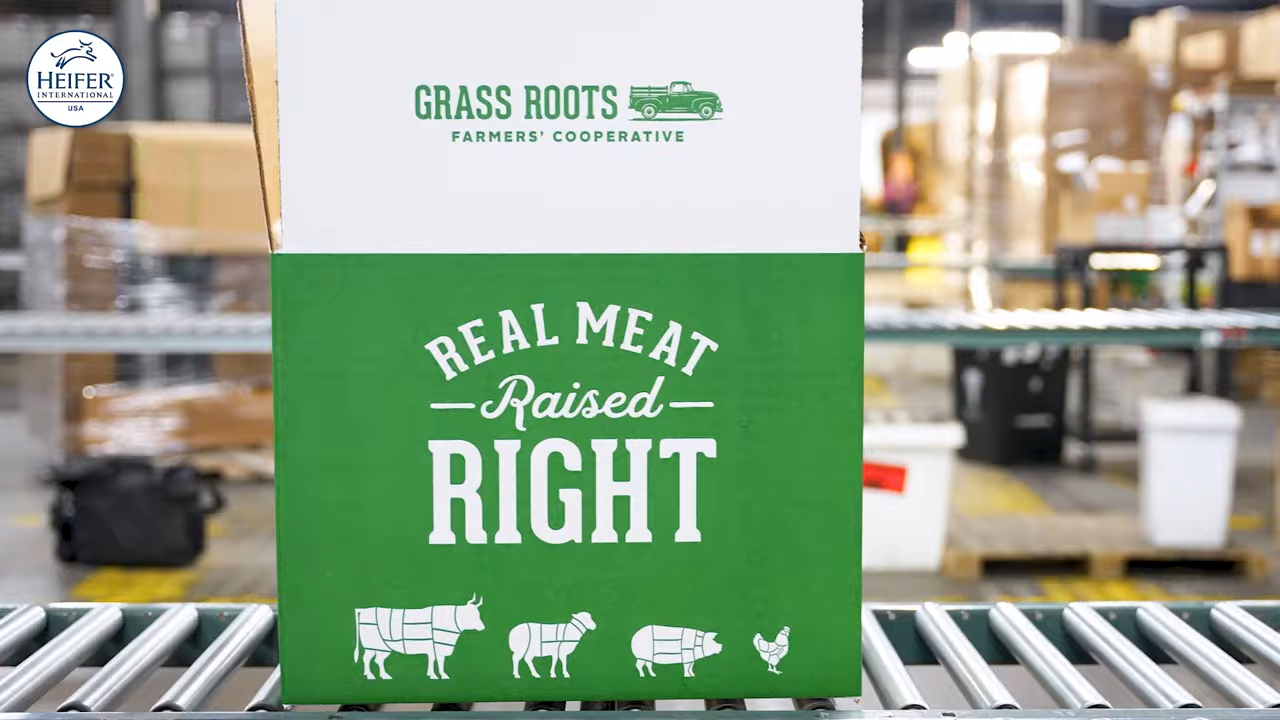 HEIFER®
INTERNATIONAL
USA
GRASS ROOTS
FARMERS' COOPERATIVE
REAL MEAT
Raised
RIGHT